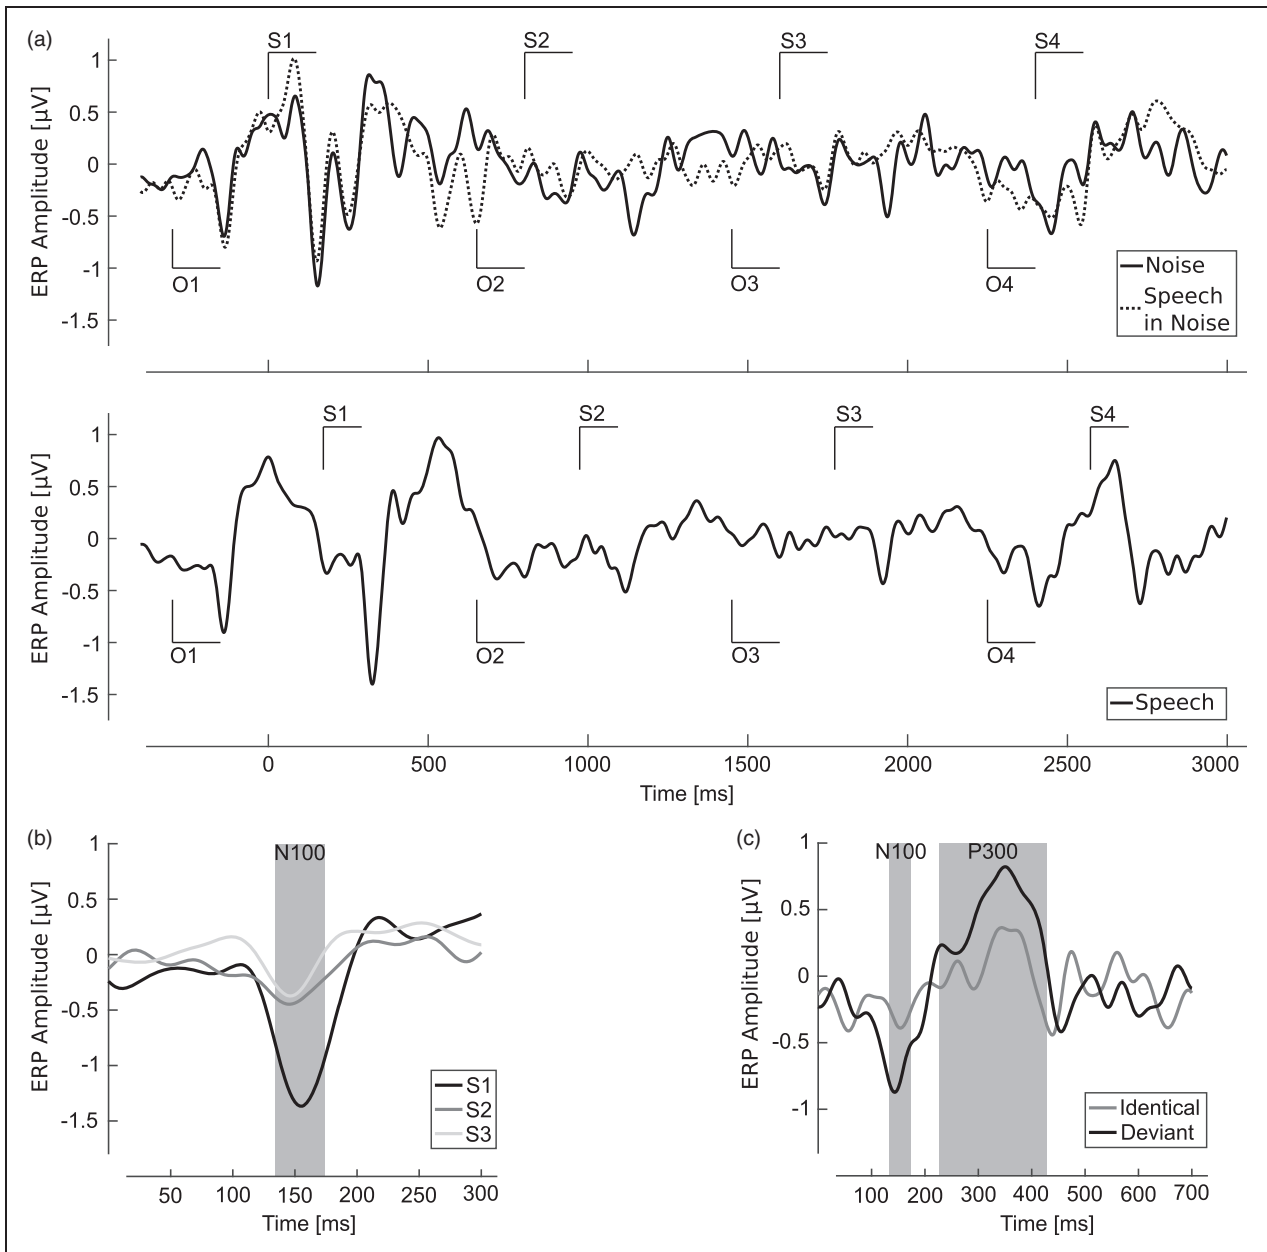 (a)
S1 S2 S3 S4
1
0.5
0
-0.5
-1
-1.5
ERP Amplitude [µV]
O1 O2 O3 O4
Noise
Speech
in Noise
S1 S2 S3 S4
1
0.5
0
-0.5
-1
-1.5
ERP Amplitude [µV]
O1 O2 O3 O4
Speech
0 500 1000 1500 2000 2500 3000
Time [ms]
(b)
1
0.5
0
-0.5
-1
-1.5
ERP Amplitude [µV]
N100
S1
S2
S3
50 100 150 200 250 300
Time [ms]
(c)
1
0.5
0
-0.5
-1
ERP Amplitude [µV]
N100 P300
Identical
Deviant
100 200 300 400 500 600 700
Time [ms]